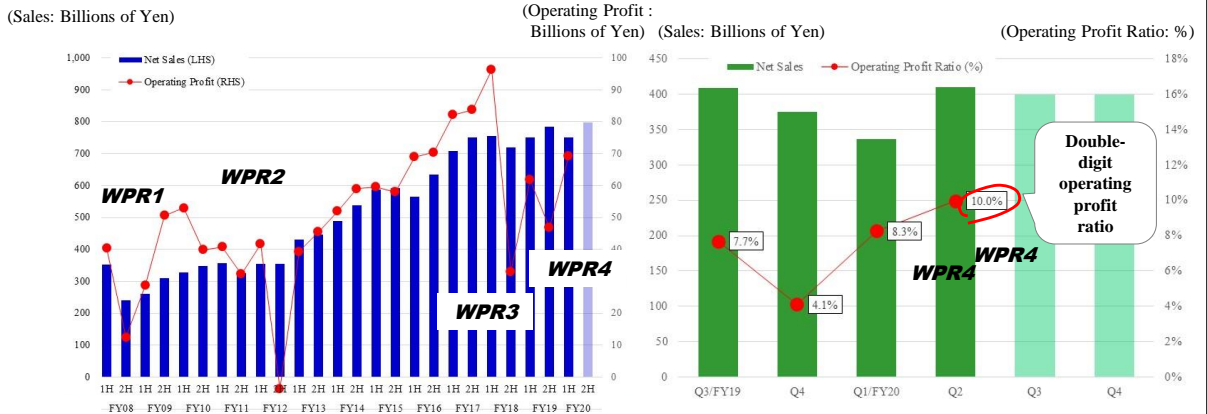 (Sales: Billions of Yen)
(Operating Profit :
Billions of Yen)
1,000
900
800
700
600
500
400
300
200
100
0
Net Sales (LHS)
Operating Profit (RHS)
WPR1
WPR2
WPR3
WPR4
100
90
80
70
60
50
40
30
20
10
0
1H 2H 1H 2H 1H 2H 1H 2H 1H 2H 1H 2H 1H 2H 1H 2H 1H 2H 1H 2H 1H 2H 1H 2H 1H 2H
FY08 FY09 FY10 FY11 FY12 FY13 FY14 FY15 FY16 FY17 FY18 FY19 FY20
(Sales: Billions of Yen)
(Operating Profit Ratio: %)
450
400
350
300
250
200
150
100
50
0
Net Sales
Operating Profit Ratio (%)
7.7%
4.1%
8.3%
10.0%
WPR4
WPR4
Double-
digit
operating
profit
ratio
18%
16%
14%
12%
10%
8%
6%
4%
2%
0%
Q3/FY19 Q4 Q1/FY20 Q2 Q3 Q4